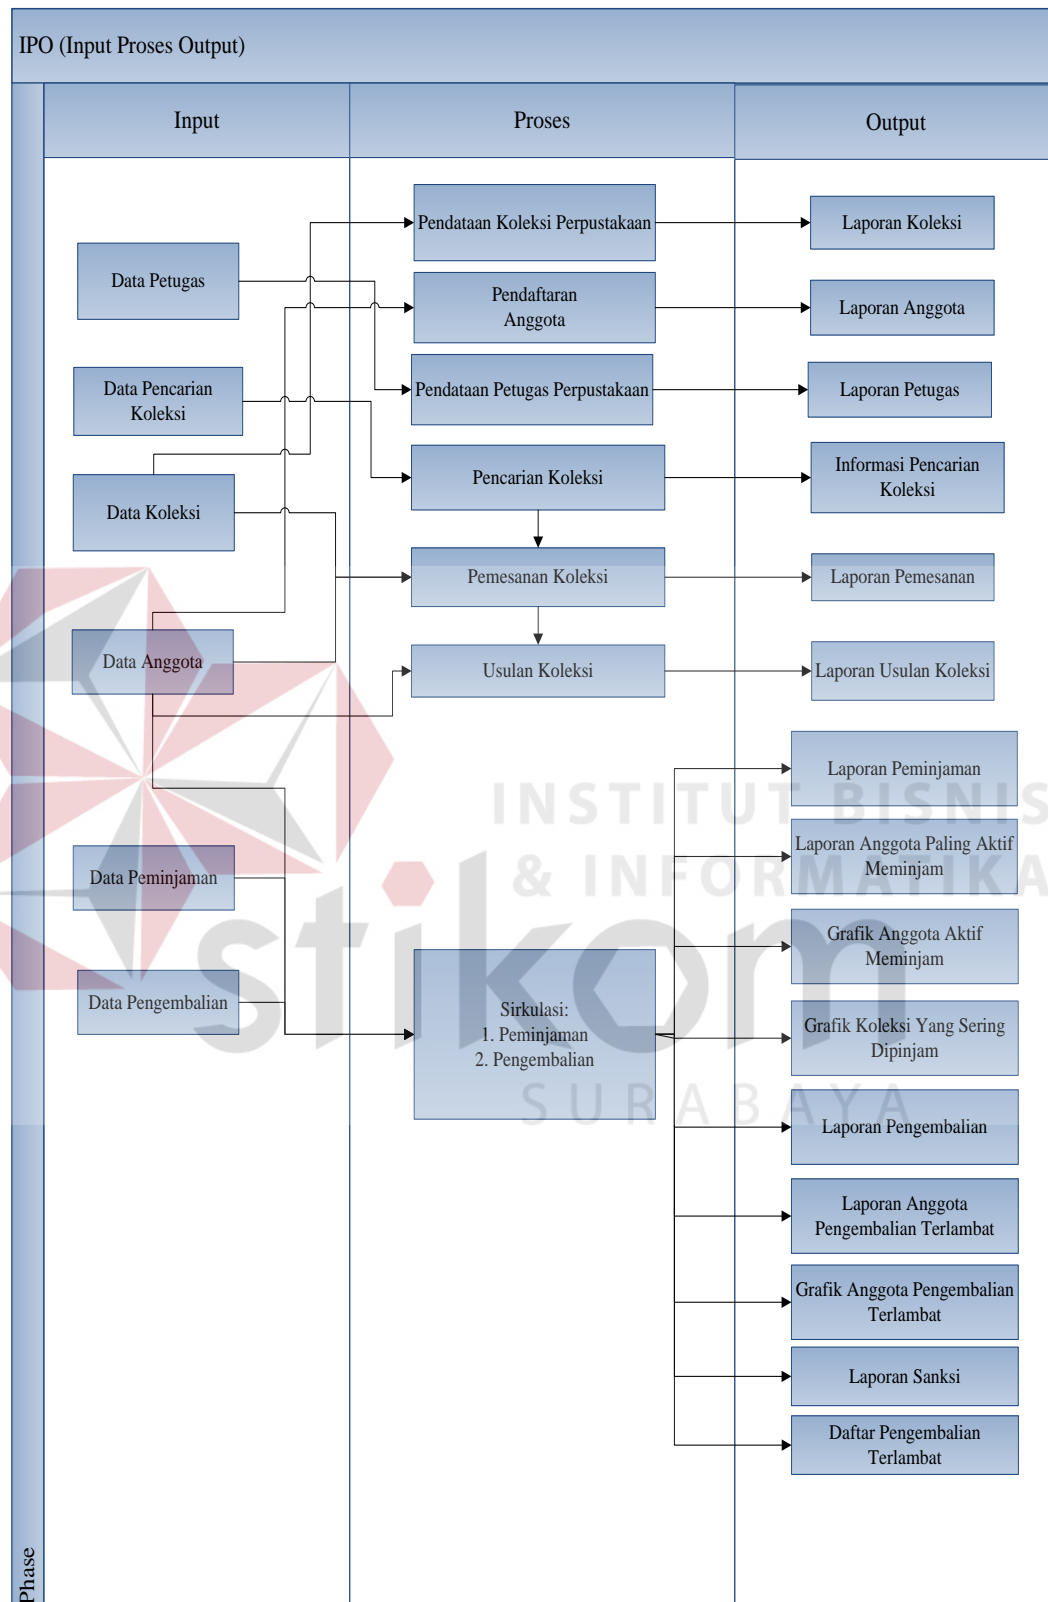 IPO (Input Proses Output)
Input
Proses
Output
Data Petugas
Data Pencarian
Koleksi
Data Koleksi
Data Anggota
Data Peminjaman
Data Pengembalian
Pendataan Koleksi Perpustakaan
Pendaftaran
Anggota
Pendataan Petugas Perpustakaan
Pencarian Koleksi
Pemesanan Koleksi
Usulan Koleksi
Sirkulasi:
1. Peminjaman
2. Pengembalian
Laporan Koleksi
Laporan Anggota
Laporan Petugas
Informasi Pencarian
Koleksi
Laporan Pemesanan
Laporan Usulan Koleksi
Laporan Peminjaman
Laporan Anggota Paling Aktif
Meminjam
Grafik Anggota Aktif
Meminjam
Grafik Koleksi Yang Sering
Dipinjam
Laporan Pengembalian
Laporan Anggota
Pengembalian Terlambat
Grafik Anggota Pengembalian
Terlambat
Laporan Sanksi
Daftar Pengembalian
Terlambat
Phase
INSTITUT BISNIS
& INFORMATIKA
stikom
SURABAYA